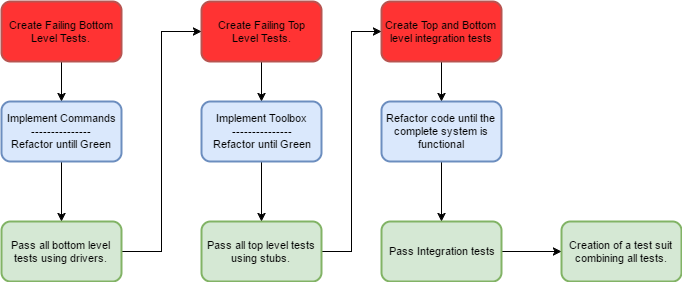 Create Failing Bottom
Level Tests.
Implement Commands
---------------
Refactor untill Green
Pass all bottom level
tests using drivers.
Create Failing Top
Level Tests.
Implement Toolbox
---------------
Refactor until Green
Pass all top level tests
using stubs.
Create Top and Bottom
level integration tests
Refactor code until the
complete system is
functional
Pass Integration tests
Creation of a test suit
combining all tests.